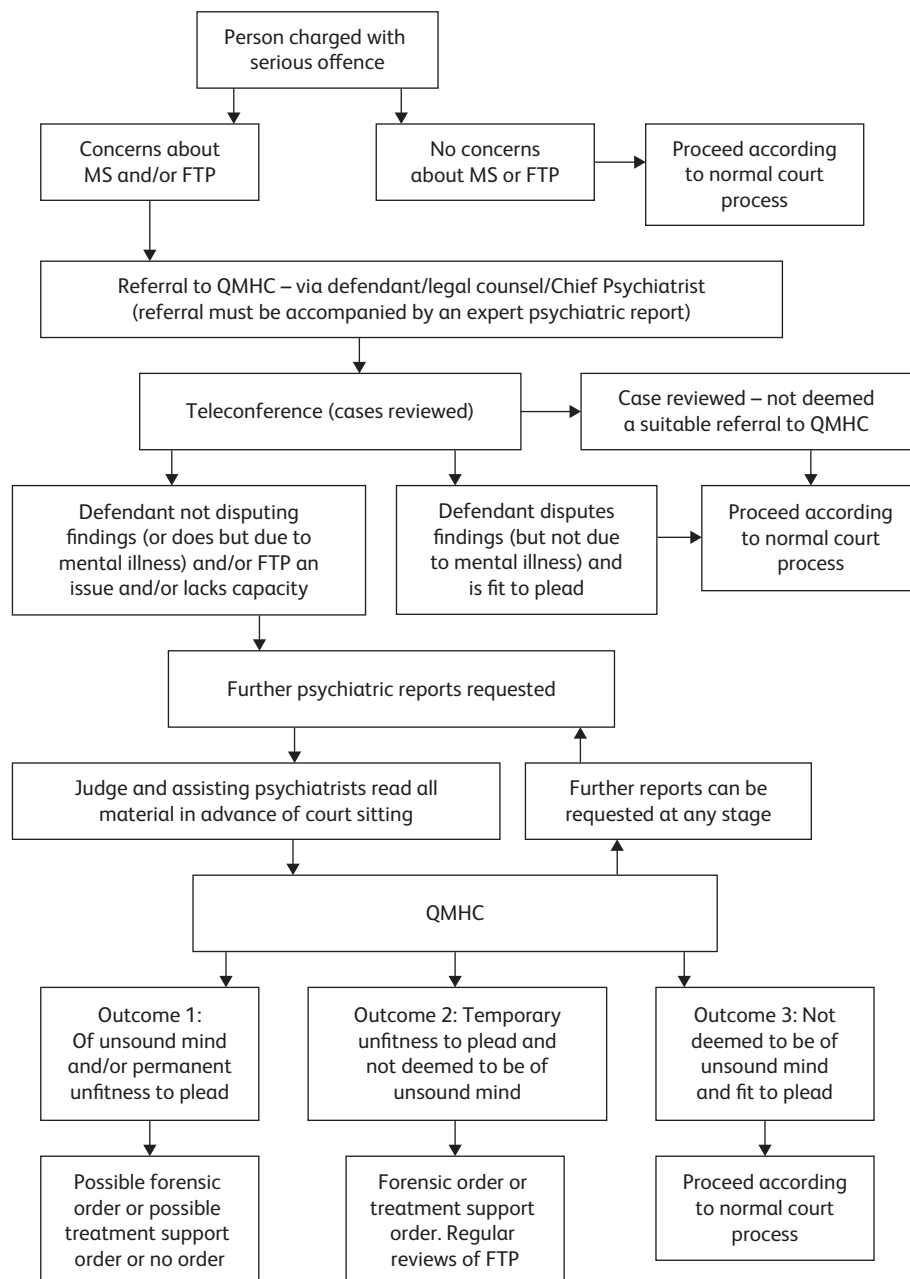 Person charged with
serious offence
Concerns about
MS and/or FTP
No concerns
about MS or FTP
Proceed according
to normal court
process
Referral to QMHC – via defendant/legal counsel/Chief Psychiatrist
(referral must be accompanied by an expert psychiatric report)
Teleconference (cases reviewed)
Case reviewed – not deemed
a suitable referral to QMHC
Defendant not disputing
findings (or does but due to
mental illness) and/or FTP an
issue and/or lacks capacity
Defendant disputes
findings (but not due
to mental illness) and
is fit to plead
Proceed according
to normal court
process
Further psychiatric reports requested
Judge and assisting psychiatrists read all
material in advance of court sitting
Further reports can be
requested at any stage
QMHC
Outcome 1:
Of unsound mind
and/or permanent
unfitness to plead
Outcome 2: Temporary
unfitness to plead and
not deemed to be of
unsound mind
Outcome 3: Not
deemed to be of
unsound mind
and fit to plead
Possible forensic
order or possible
treatment support
order or no order
Forensic order or
treatment support
order. Regular
reviews of FTP
Proceed according
to normal court
process